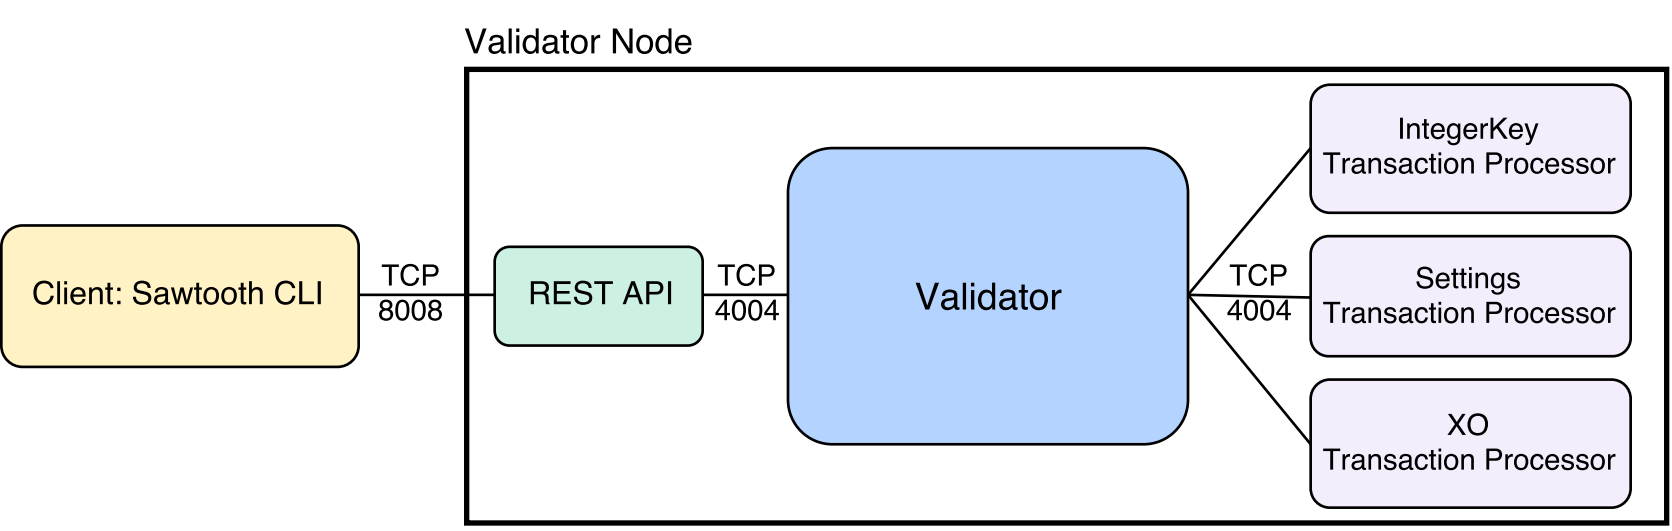 Validator Node
Client: Sawtooth CLI
TCP
8008
REST API
TCP
4004
Validator
TCP
4004
IntegerKey
Transaction Processor
Settings
Transaction Processor
XO
Transaction Processor